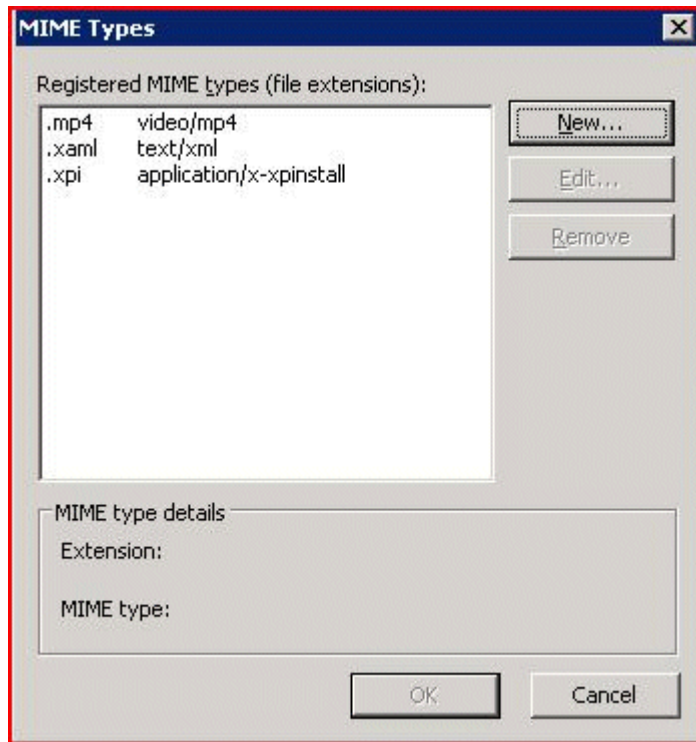 MIME Types
Registered MIME types (file extensions):
.mp4 video/mp4
.xaml text/xml
.xpi application/x-xpinstall
New...
Edit...
Remove
MIME type details
Extension:
MIME type:
OK
Cancel